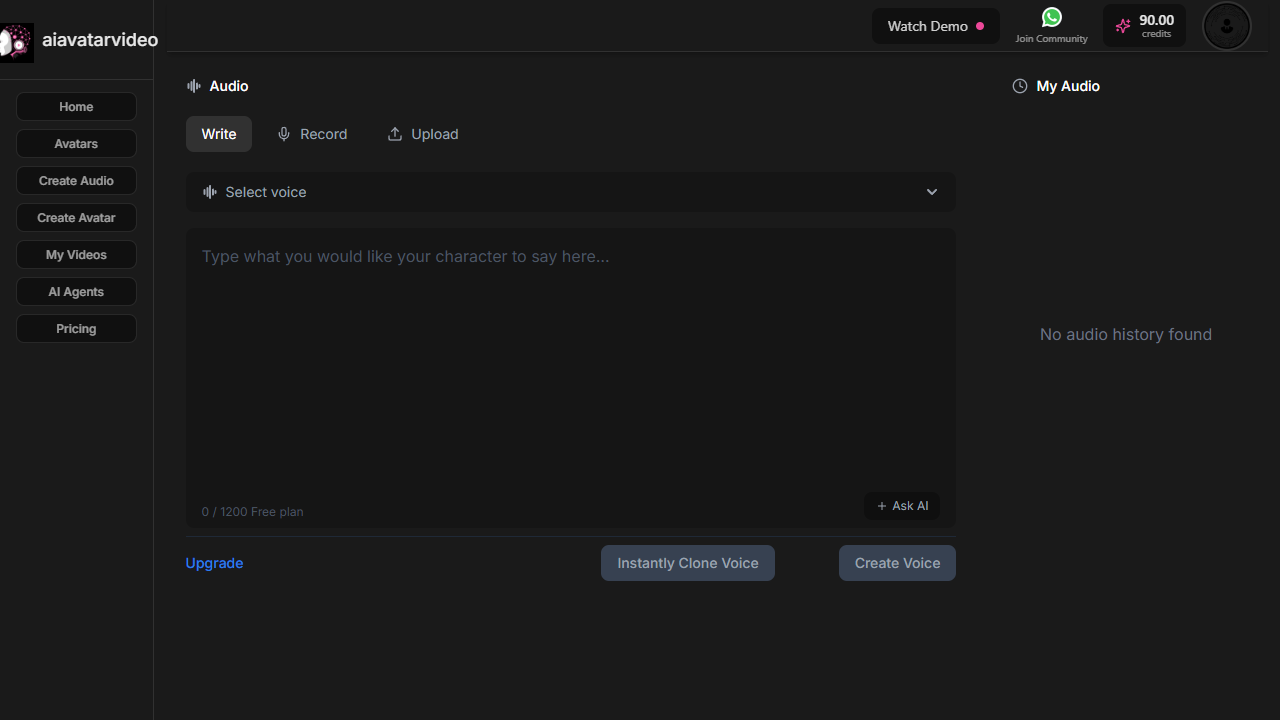 aiavatarvideo
Watch Demo
Join Community
90.00
credits
Home
Avatars
Create Audio
Create Avatar
My Videos
AI Agents
Pricing
Audio
Write
Record
Upload
Select voice
Type what you would like your character to say here...
0 / 1200 Free plan
+ Ask AI
Upgrade
Instantly Clone Voice
Create Voice
My Audio
No audio history found